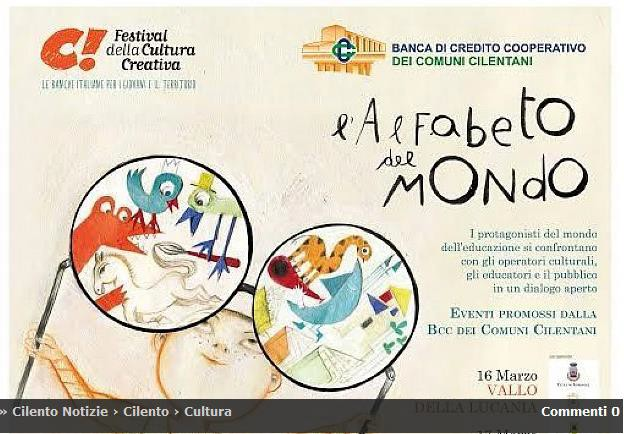 C! Festival
della Cultura
Creativa
LE BANCHE ITALIANE PER I GIOVANI E IL TERRITORIO
BANCA DI CREDITO COOPERATIVO
DEI COMUNI CILENTANI
l'AlFabeto
del
MONdO
I protagonisti del mondo
dell'educazione si confrontano
con gli operatori culturali,
gli educatori e il pubblico
in un dialogo aperto
EVENTI PROMOSSI DALLA
BCC DEI COMUNI CILENTANI
16 Marzo
VALLO
DELLA LUCANIA
» Cilento Notizie › Cilento › Cultura
Commenti 0
17 Marzo